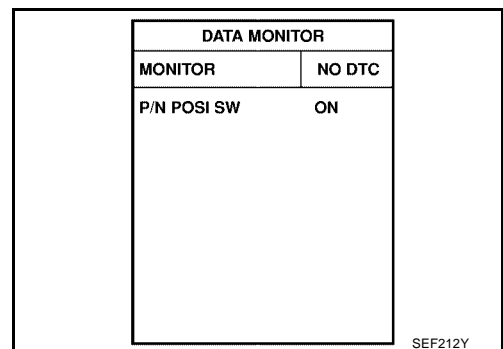 DATA MONITOR
MONITOR NO DTC
P/N POSI SW ON
SEF212Y